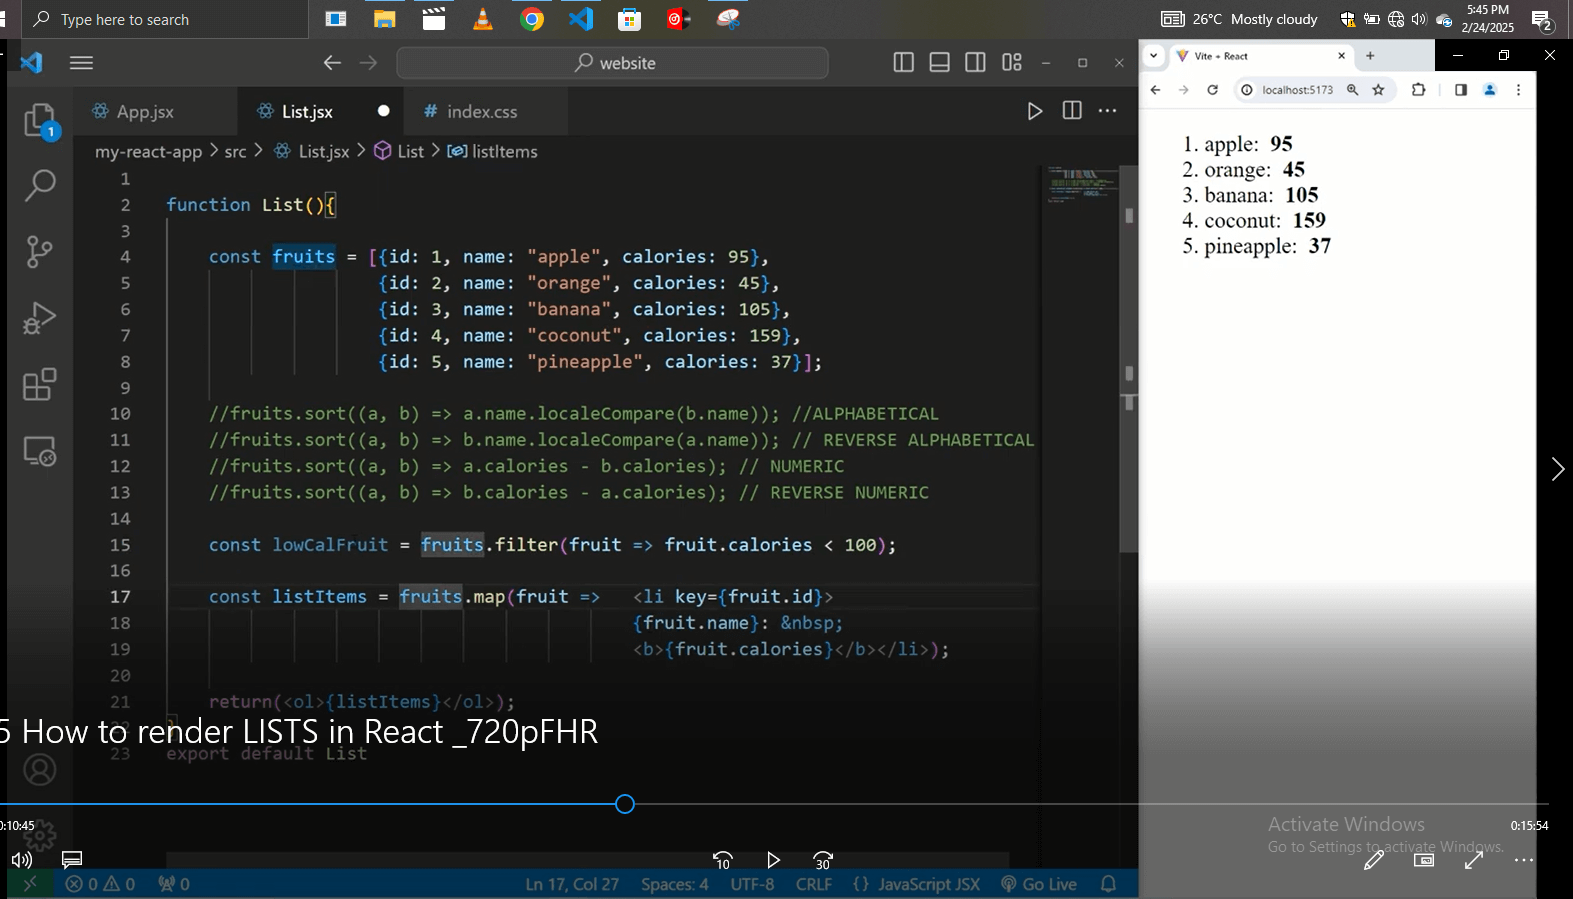 Type here to search
26°C Mostly cloudy
5:45 PM
2/24/2025
2
website
Vite + React
localhost:5173
App.jsx
List.jsx
# index.css
1
my-react-app > src > List.jsx > List > listItems
1
2 function List(){
3
4 const fruits = [{id: 1, name: "apple", calories: 95},
5 {id: 2, name: "orange", calories: 45},
6 {id: 3, name: "banana", calories: 105},
7 {id: 4, name: "coconut", calories: 159},
8 {id: 5, name: "pineapple", calories: 37}];
9
10 //fruits.sort((a, b) => a.name.localeCompare(b.name)); //ALPHABETICAL
11 //fruits.sort((a, b) => b.name.localeCompare(a.name)); // REVERSE ALPHABETICAL
12 //fruits.sort((a, b) => a.calories - b.calories); // NUMERIC
13 //fruits.sort((a, b) => b.calories - a.calories); // REVERSE NUMERIC
14
15 const lowCalFruit = fruits.filter(fruit => fruit.calories < 100);
16
17 const listItems = fruits.map(fruit => <li key={fruit.id}>
18 {fruit.name}: &nbsp;
19 <b>{fruit.calories}</b></li>);
20
21 return(<ol>{listItems}</ol>);
22 }
23 export default List
1. apple: 95
2. orange: 45
3. banana: 105
4. coconut: 159
5. pineapple: 37
5 How to render LISTS in React _720pFHR
0:10:45
0:15:54
Activate Windows
Go to Settings to activate Windows.
10
30
0 0 0
Ln 17, Col 27 Spaces: 4 UTF-8 CRLF {} JavaScript JSX Go Live